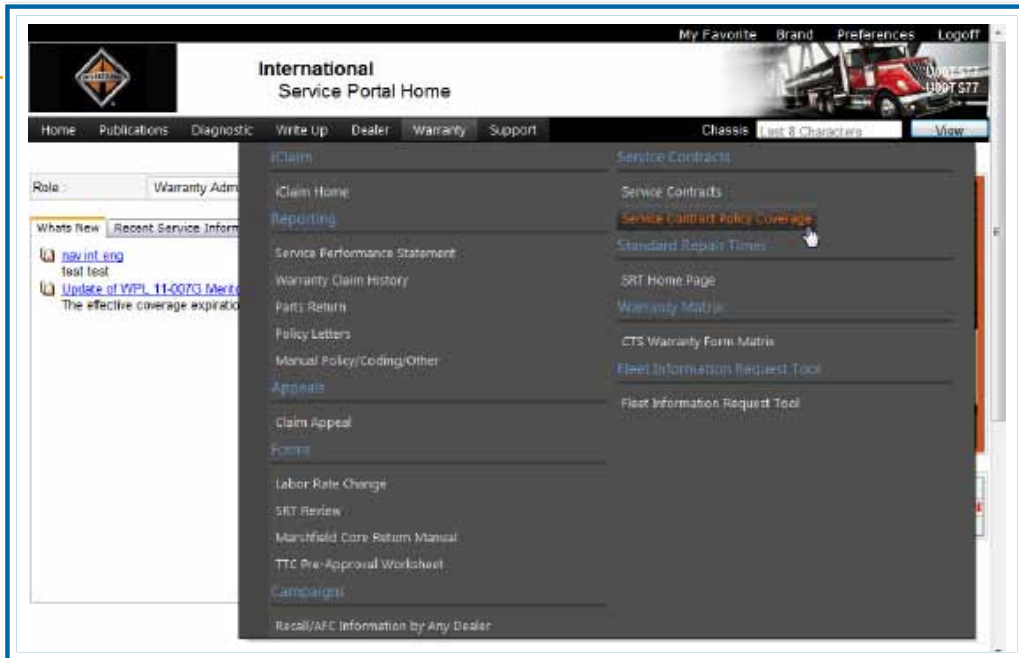 My Favorite Brand Preferences Logoff
International
Service Portal Home
U00TS77
U00TS77
Home Publications Diagnostic Write Up Dealer Warranty Support Chassis Last 8 Characters View
Role : Warranty Adm
Whats New Recent Service Inform
nav int eng
test test
Update of WPL 11-007G Merito
The effective coverage expiratio
iClaim
iClaim Home
Reporting
Service Performance Statement
Warranty Claim History
Parts Return
Policy Letters
Manual Policy/Coding/Other
Appeals
Claim Appeal
Forms
Labor Rate Change
SRT Review
Marshfield Core Return Manual
TTC Pre-Approval Worksheet
Campaigns
Recall/AFC Information by Any Dealer
Service Contracts
Service Contracts
Service Contract Policy Coverage
Standard Repair Times
SRT Home Page
Warranty Matrix
CTS Warranty Form Matrix
Fleet Information Request Tool
Fleet Information Request Tool